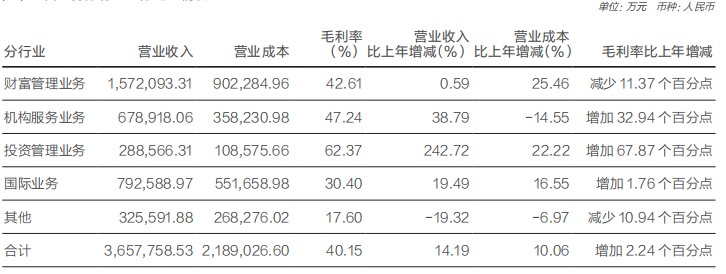 单位：万元 币种：人民币
分行业 营业收入 营业成本 毛利率（%） 营业收入比上年增减（%） 营业成本比上年增减（%） 毛利率比上年增减
财富管理业务 1,572,093.31 902,284.96 42.61 0.59 25.46 减少 11.37 个百分点
机构服务业务 678,918.06 358,230.98 47.24 38.79 -14.55 增加 32.94 个百分点
投资管理业务 288,566.31 108,575.66 62.37 242.72 22.22 增加 67.87 个百分点
国际业务 792,588.97 551,658.98 30.40 19.49 16.55 增加 1.76 个百分点
其他 325,591.88 268,276.02 17.60 -19.32 -6.97 减少 10.94 个百分点
合计 3,657,758.53 2,189,026.60 40.15 14.19 10.06 增加 2.24 个百分点